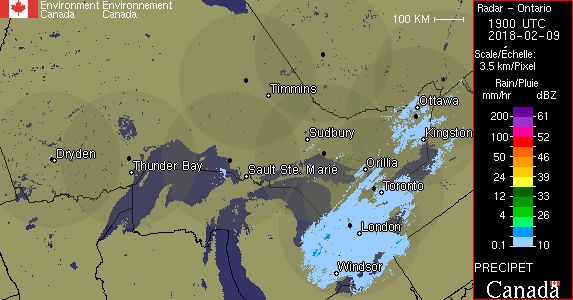 Environment Environnement
Canada Canada
100 KM
Timmins
Ottawa
Sudbury
Kingston
Dryden
Thunder Bay
Sault Ste. Marie
Orillia
Toronto
London
Windsor
Radar - Ontario
1900 UTC
2018-02-09
Scale/Échelle:
3.5 km/Pixel
Rain/Pluie
mm/hr dBZ
200 61
100 52
50 46
24 39
12 33
4 26
0.1 10
PRECIPET
Canada